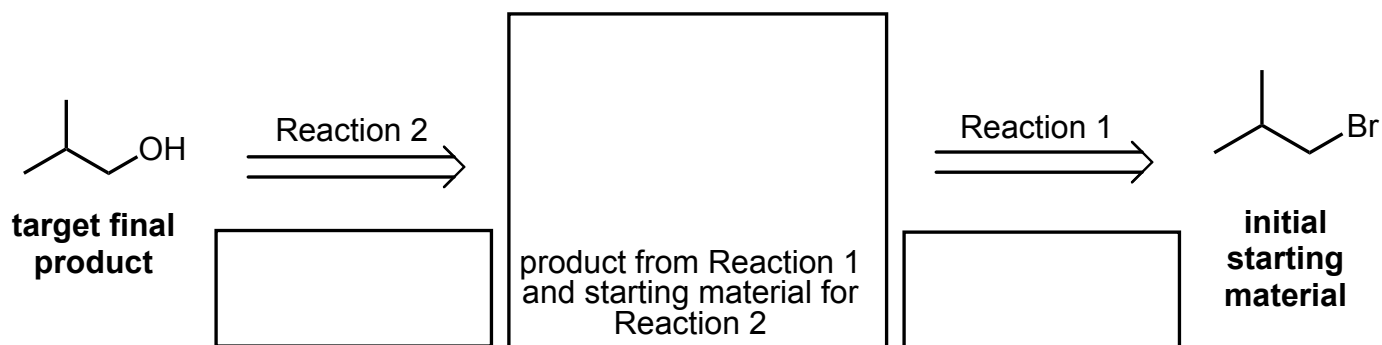 OH
target final
product
Reaction 2
product from Reaction 1
and starting material for
Reaction 2
Reaction 1
Br
initial
starting
material